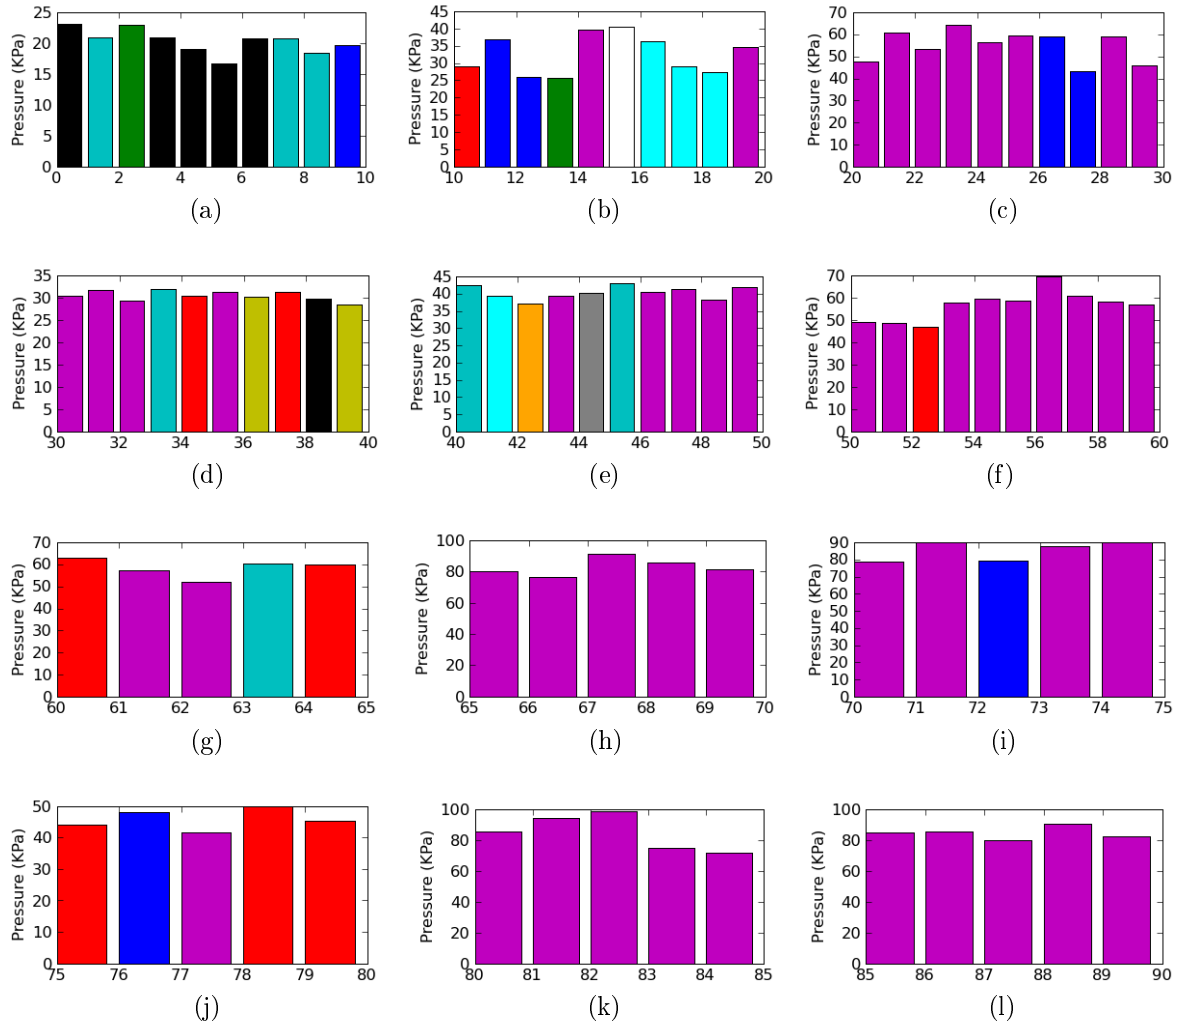 25
20
15
10
5
0
Pressure (KPa)
0 2 4 6 8 10
(a)
45
40
35
30
25
20
15
10
5
0
Pressure (KPa)
10 12 14 16 18 20
(b)
70
60
50
40
30
20
10
0
Pressure (KPa)
20 22 24 26 28 30
(c)
35
30
25
20
15
10
5
0
Pressure (KPa)
30 32 34 36 38 40
(d)
45
40
35
30
25
20
15
10
5
0
Pressure (KPa)
40 42 44 46 48 50
(e)
70
60
50
40
30
20
10
0
Pressure (KPa)
50 52 54 56 58 60
(f)
70
60
50
40
30
20
10
0
Pressure (KPa)
60 61 62 63 64 65
(g)
100
80
60
40
20
0
Pressure (KPa)
65 66 67 68 69 70
(h)
90
80
70
60
50
40
30
20
10
0
Pressure (KPa)
70 71 72 73 74 75
(i)
50
40
30
20
10
0
Pressure (KPa)
75 76 77 78 79 80
(j)
100
80
60
40
20
0
Pressure (KPa)
80 81 82 83 84 85
(k)
100
80
60
40
20
0
Pressure (KPa)
85 86 87 88 89 90
(l)